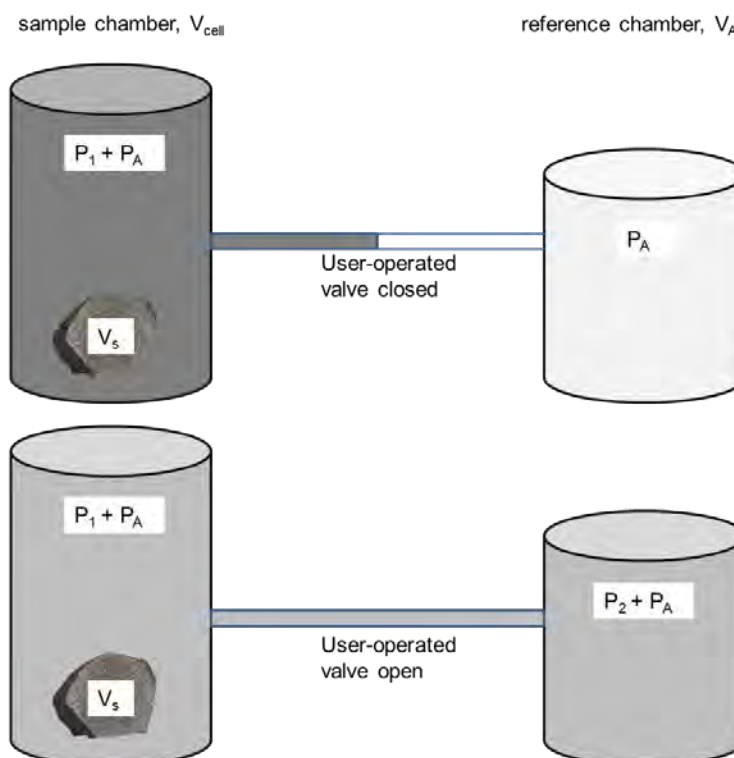 sample chamber, Vcell
reference chamber, VA
P1 + PA
PA
User-operated
valve closed
Vs
P1 + PA
P2 + PA
User-operated
valve open
Vs